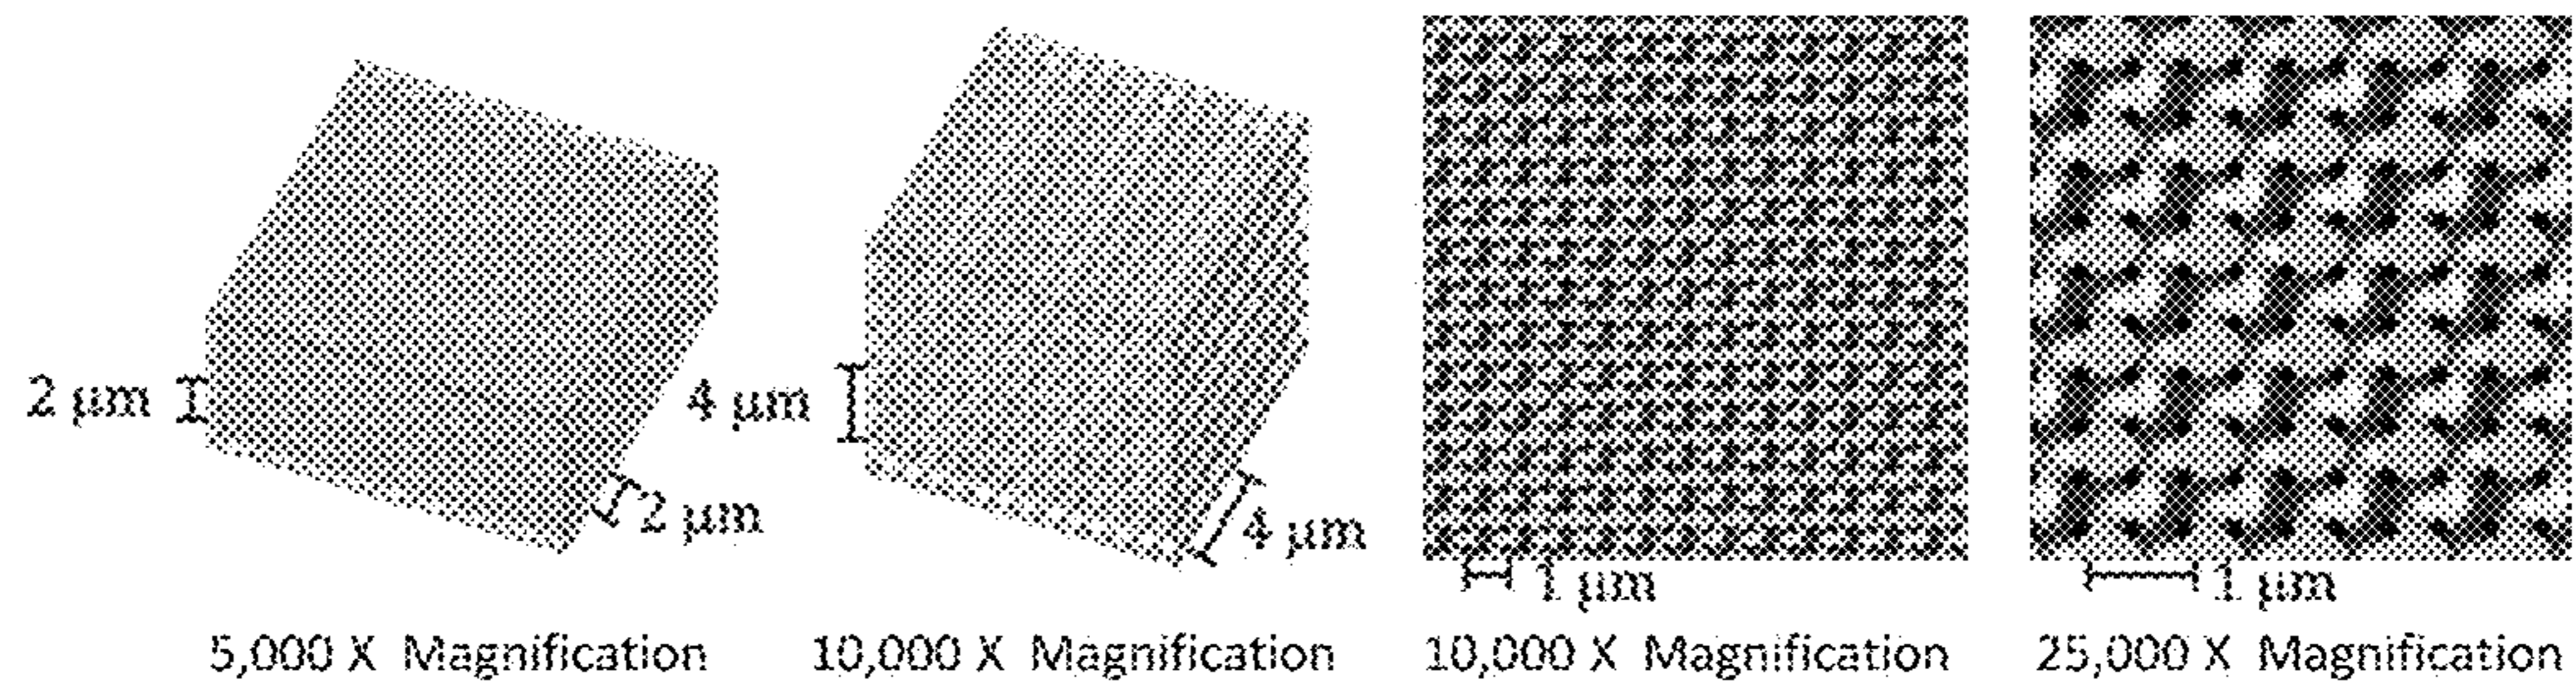 2 μm
2 μm
4 μm
4 μm
1 μm
1 μm
5,000 X Magnification
10,000 X Magnification
10,000 X Magnification
25,000 X Magnification